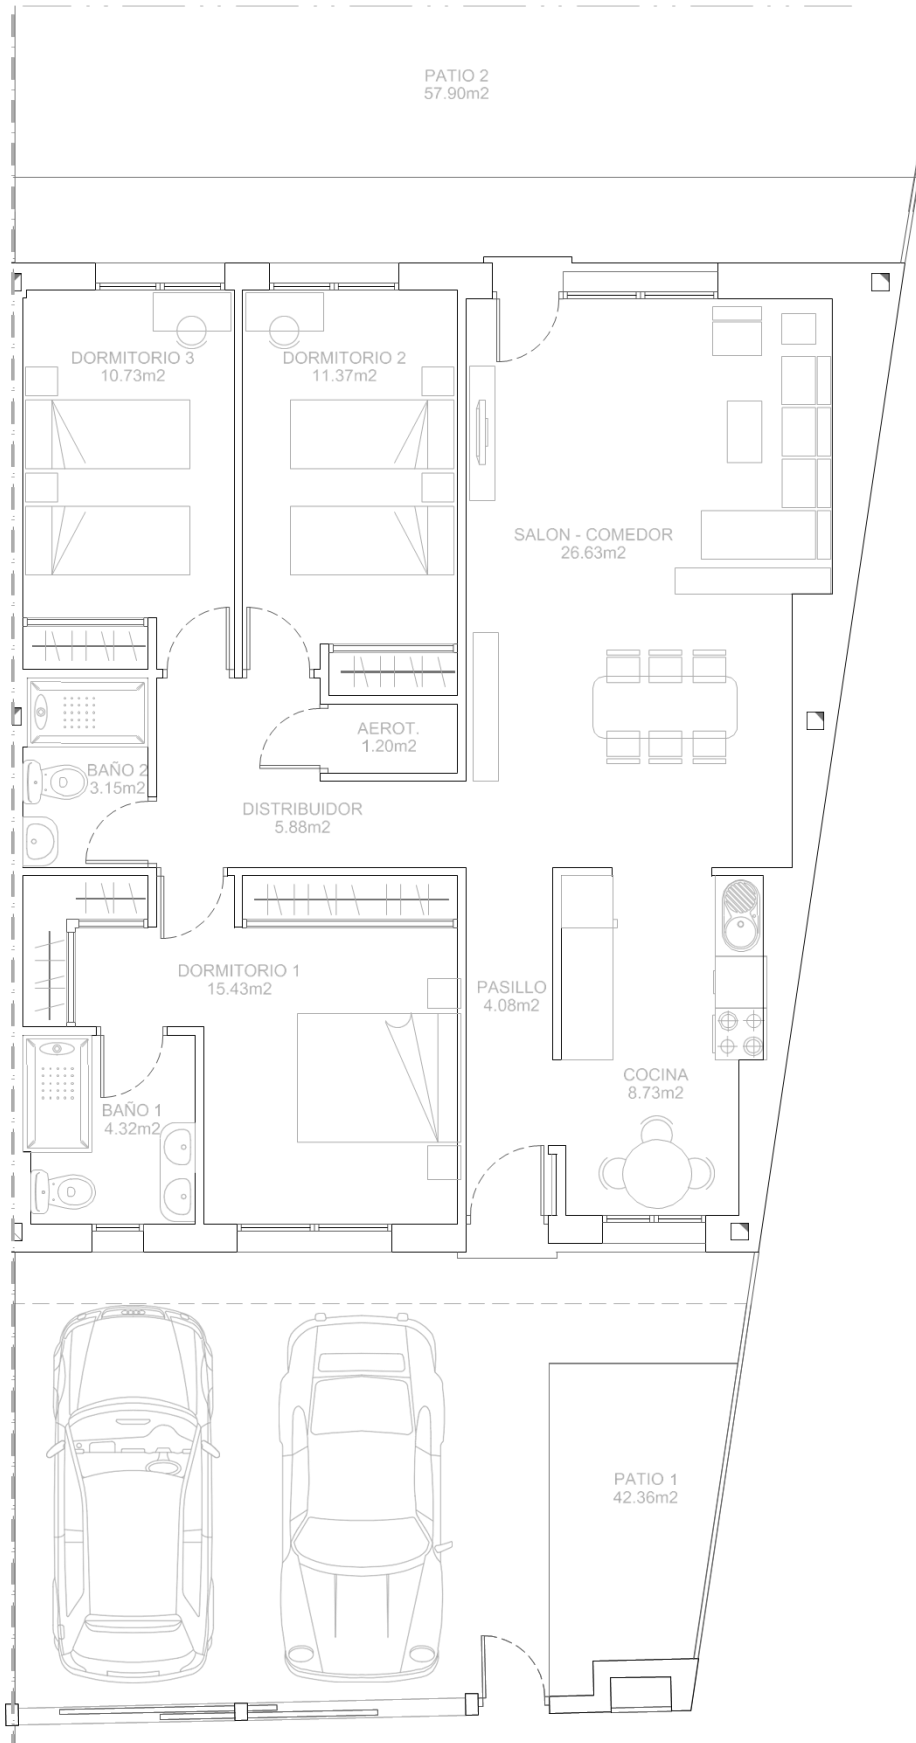 PATIO 2
57.90m2
DORMITORIO 3
10.73m2
DORMITORIO 2
11.37m2
SALON - COMEDOR
26.63m2
AEROT.
1.20m2
BAÑO 2
3.15m2
DISTRIBUIDOR
5.88m2
DORMITORIO 1
15.43m2
PASILLO
4.08m2
COCINA
8.73m2
BAÑO 1
4.32m2
PATIO 1
42.36m2